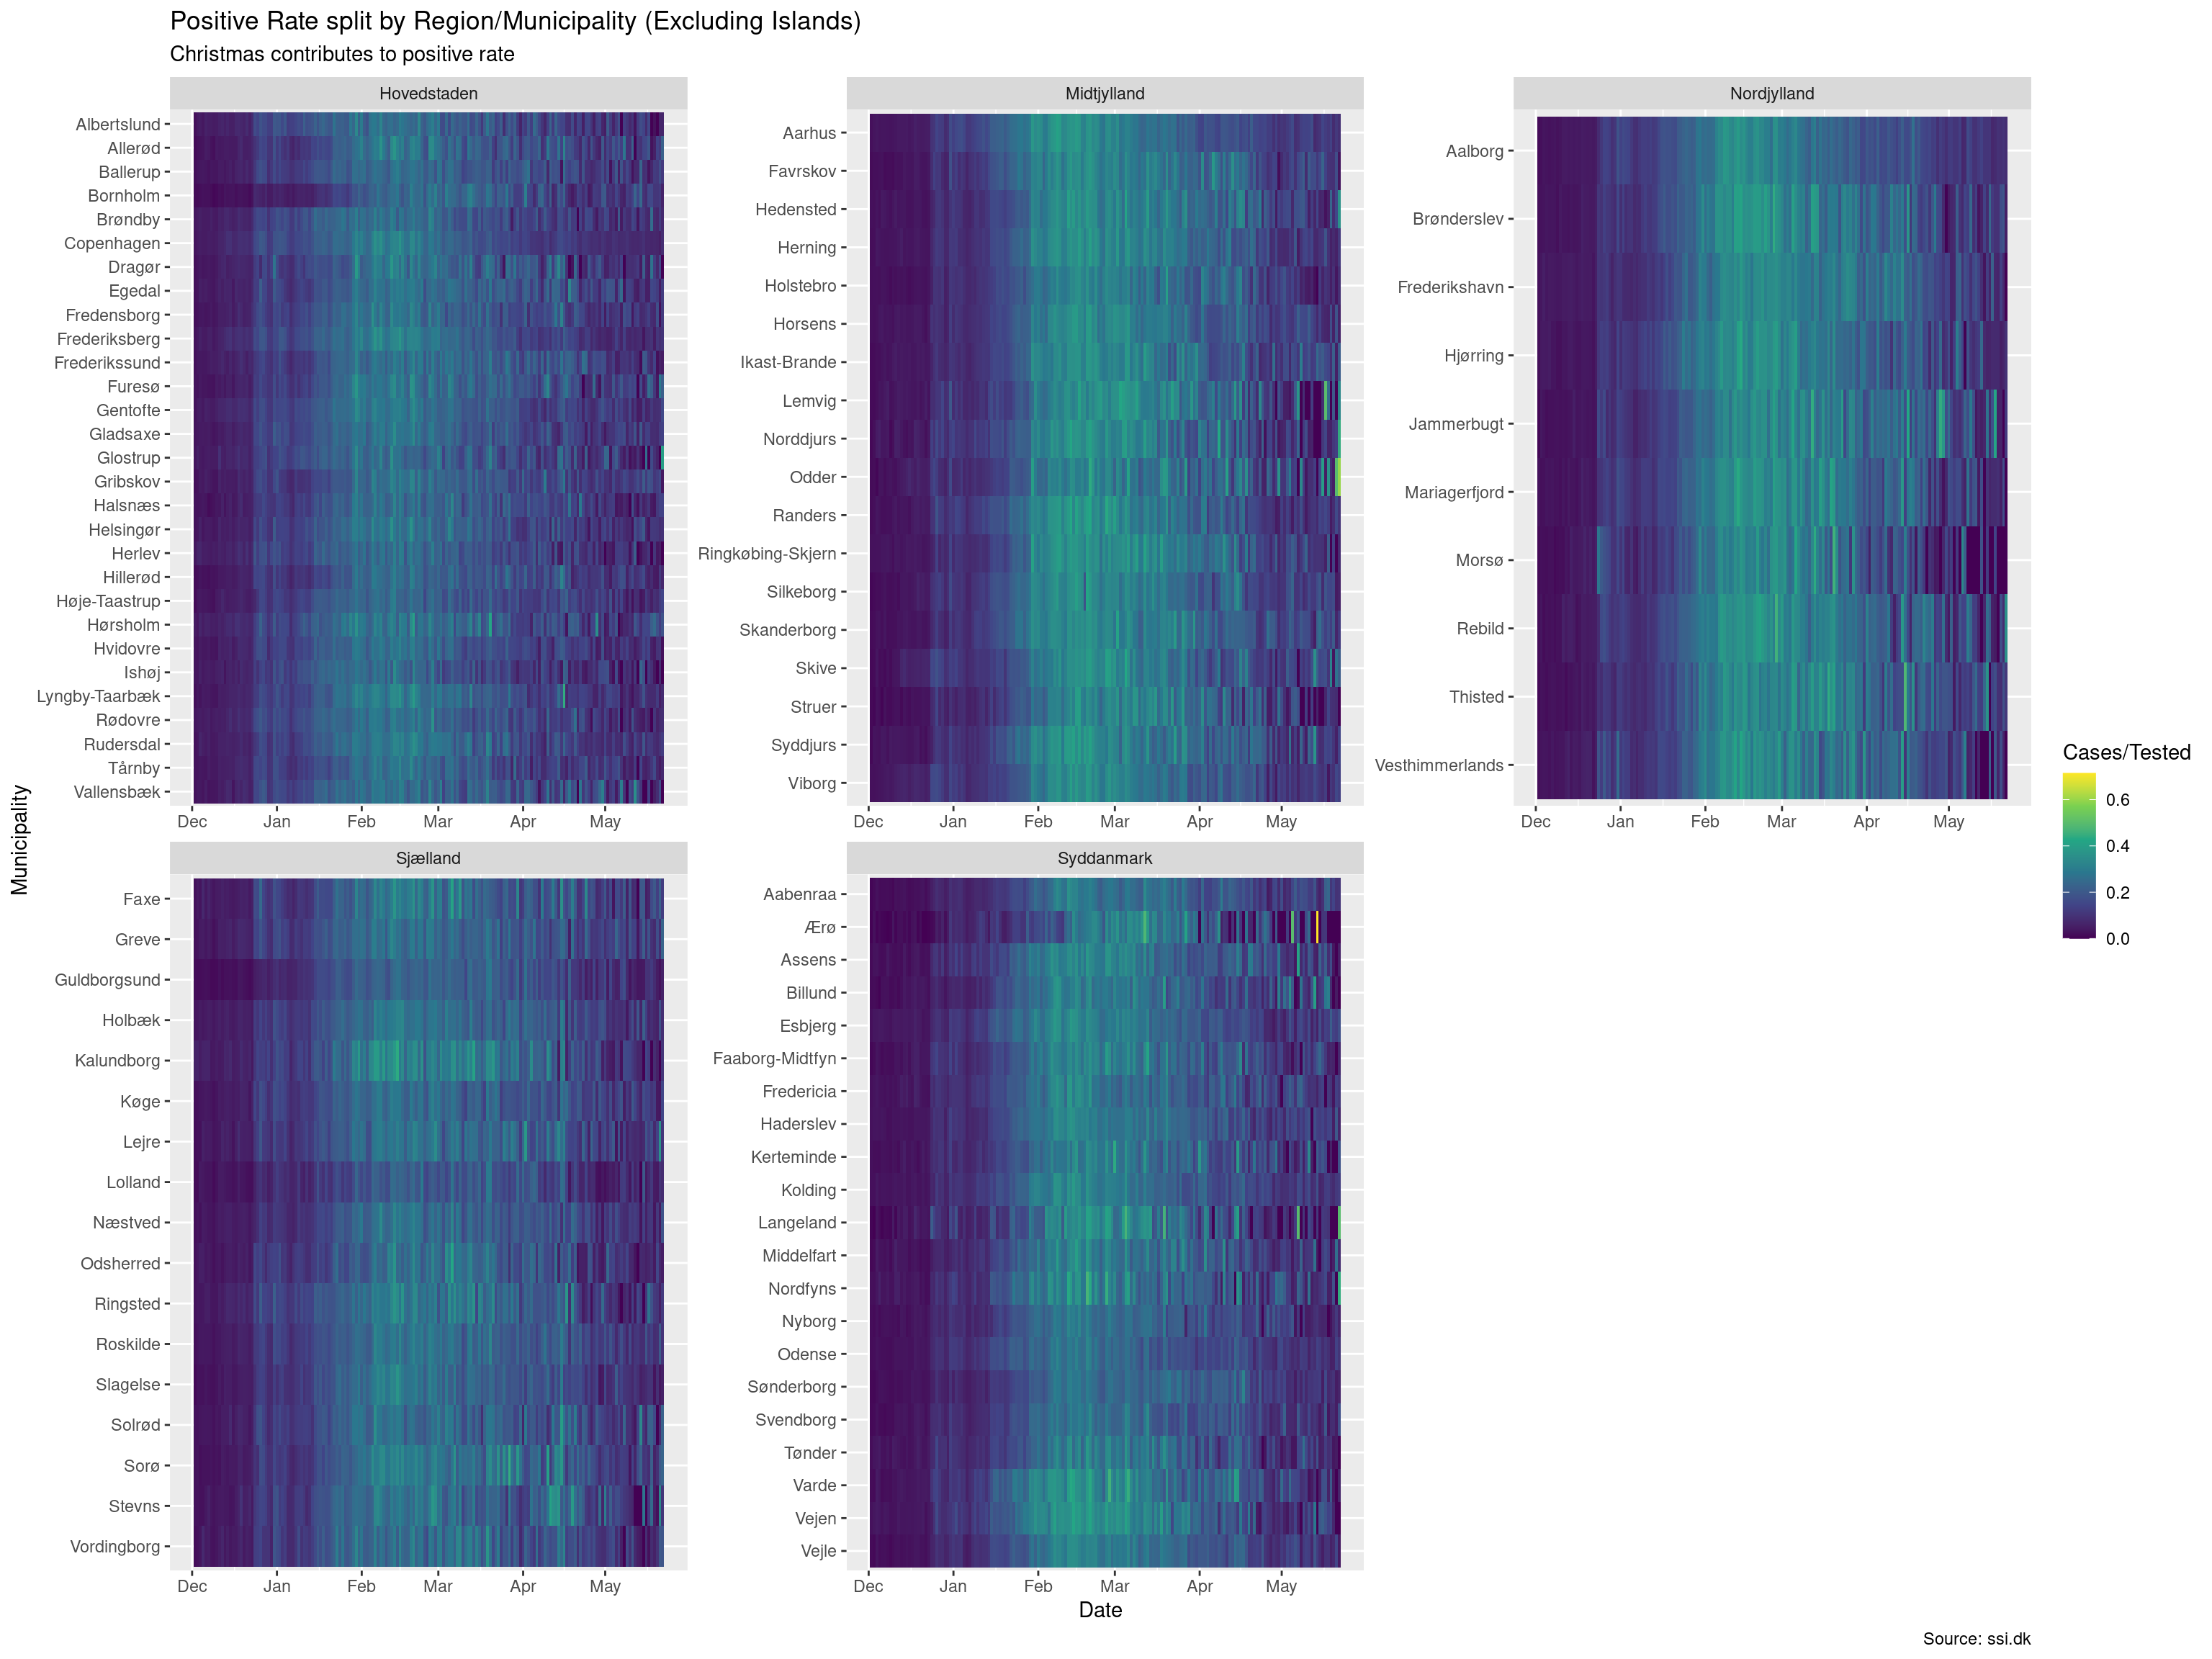 Positive Rate split by Region/Municipality (Excluding Islands)
Christmas contributes to positive rate
Municipality
Hovedstaden
Albertslund
Allerød
Ballerup
Bornholm
Brøndby
Copenhagen
Dragør
Egedal
Fredensborg
Frederiksberg
Frederikssund
Furesø
Gentofte
Gladsaxe
Glostrup
Gribskov
Halsnæs
Helsingør
Herlev
Hillerød
Høje-Taastrup
Hørsholm
Hvidovre
Ishøj
Lyngby-Taarbæk
Rødovre
Rudersdal
Tårnby
Vallensbæk
Dec Jan Feb Mar Apr May
Midtjylland
Aarhus
Favrskov
Hedensted
Herning
Holstebro
Horsens
Ikast-Brande
Lemvig
Norddjurs
Odder
Randers
Ringkøbing-Skjern
Silkeborg
Skanderborg
Skive
Struer
Syddjurs
Viborg
Dec Jan Feb Mar Apr May
Nordjylland
Aalborg
Brønderslev
Frederikshavn
Hjørring
Jammerbugt
Mariagerfjord
Morsø
Rebild
Thisted
Vesthimmerlands
Dec Jan Feb Mar Apr May
Sjælland
Faxe
Greve
Guldborgsund
Holbæk
Kalundborg
Køge
Lejre
Lolland
Næstved
Odsherred
Ringsted
Roskilde
Slagelse
Solrød
Sorø
Stevns
Vordingborg
Dec Jan Feb Mar Apr May
Syddanmark
Aabenraa
Ærø
Assens
Billund
Esbjerg
Faaborg-Midtfyn
Fredericia
Haderslev
Kerteminde
Kolding
Langeland
Middelfart
Nordfyns
Nyborg
Odense
Sønderborg
Svendborg
Tønder
Varde
Vejen
Vejle
Dec Jan Feb Mar Apr May
Date
Cases/Tested
0.6
0.4
0.2
0.0
Source: ssi.dk